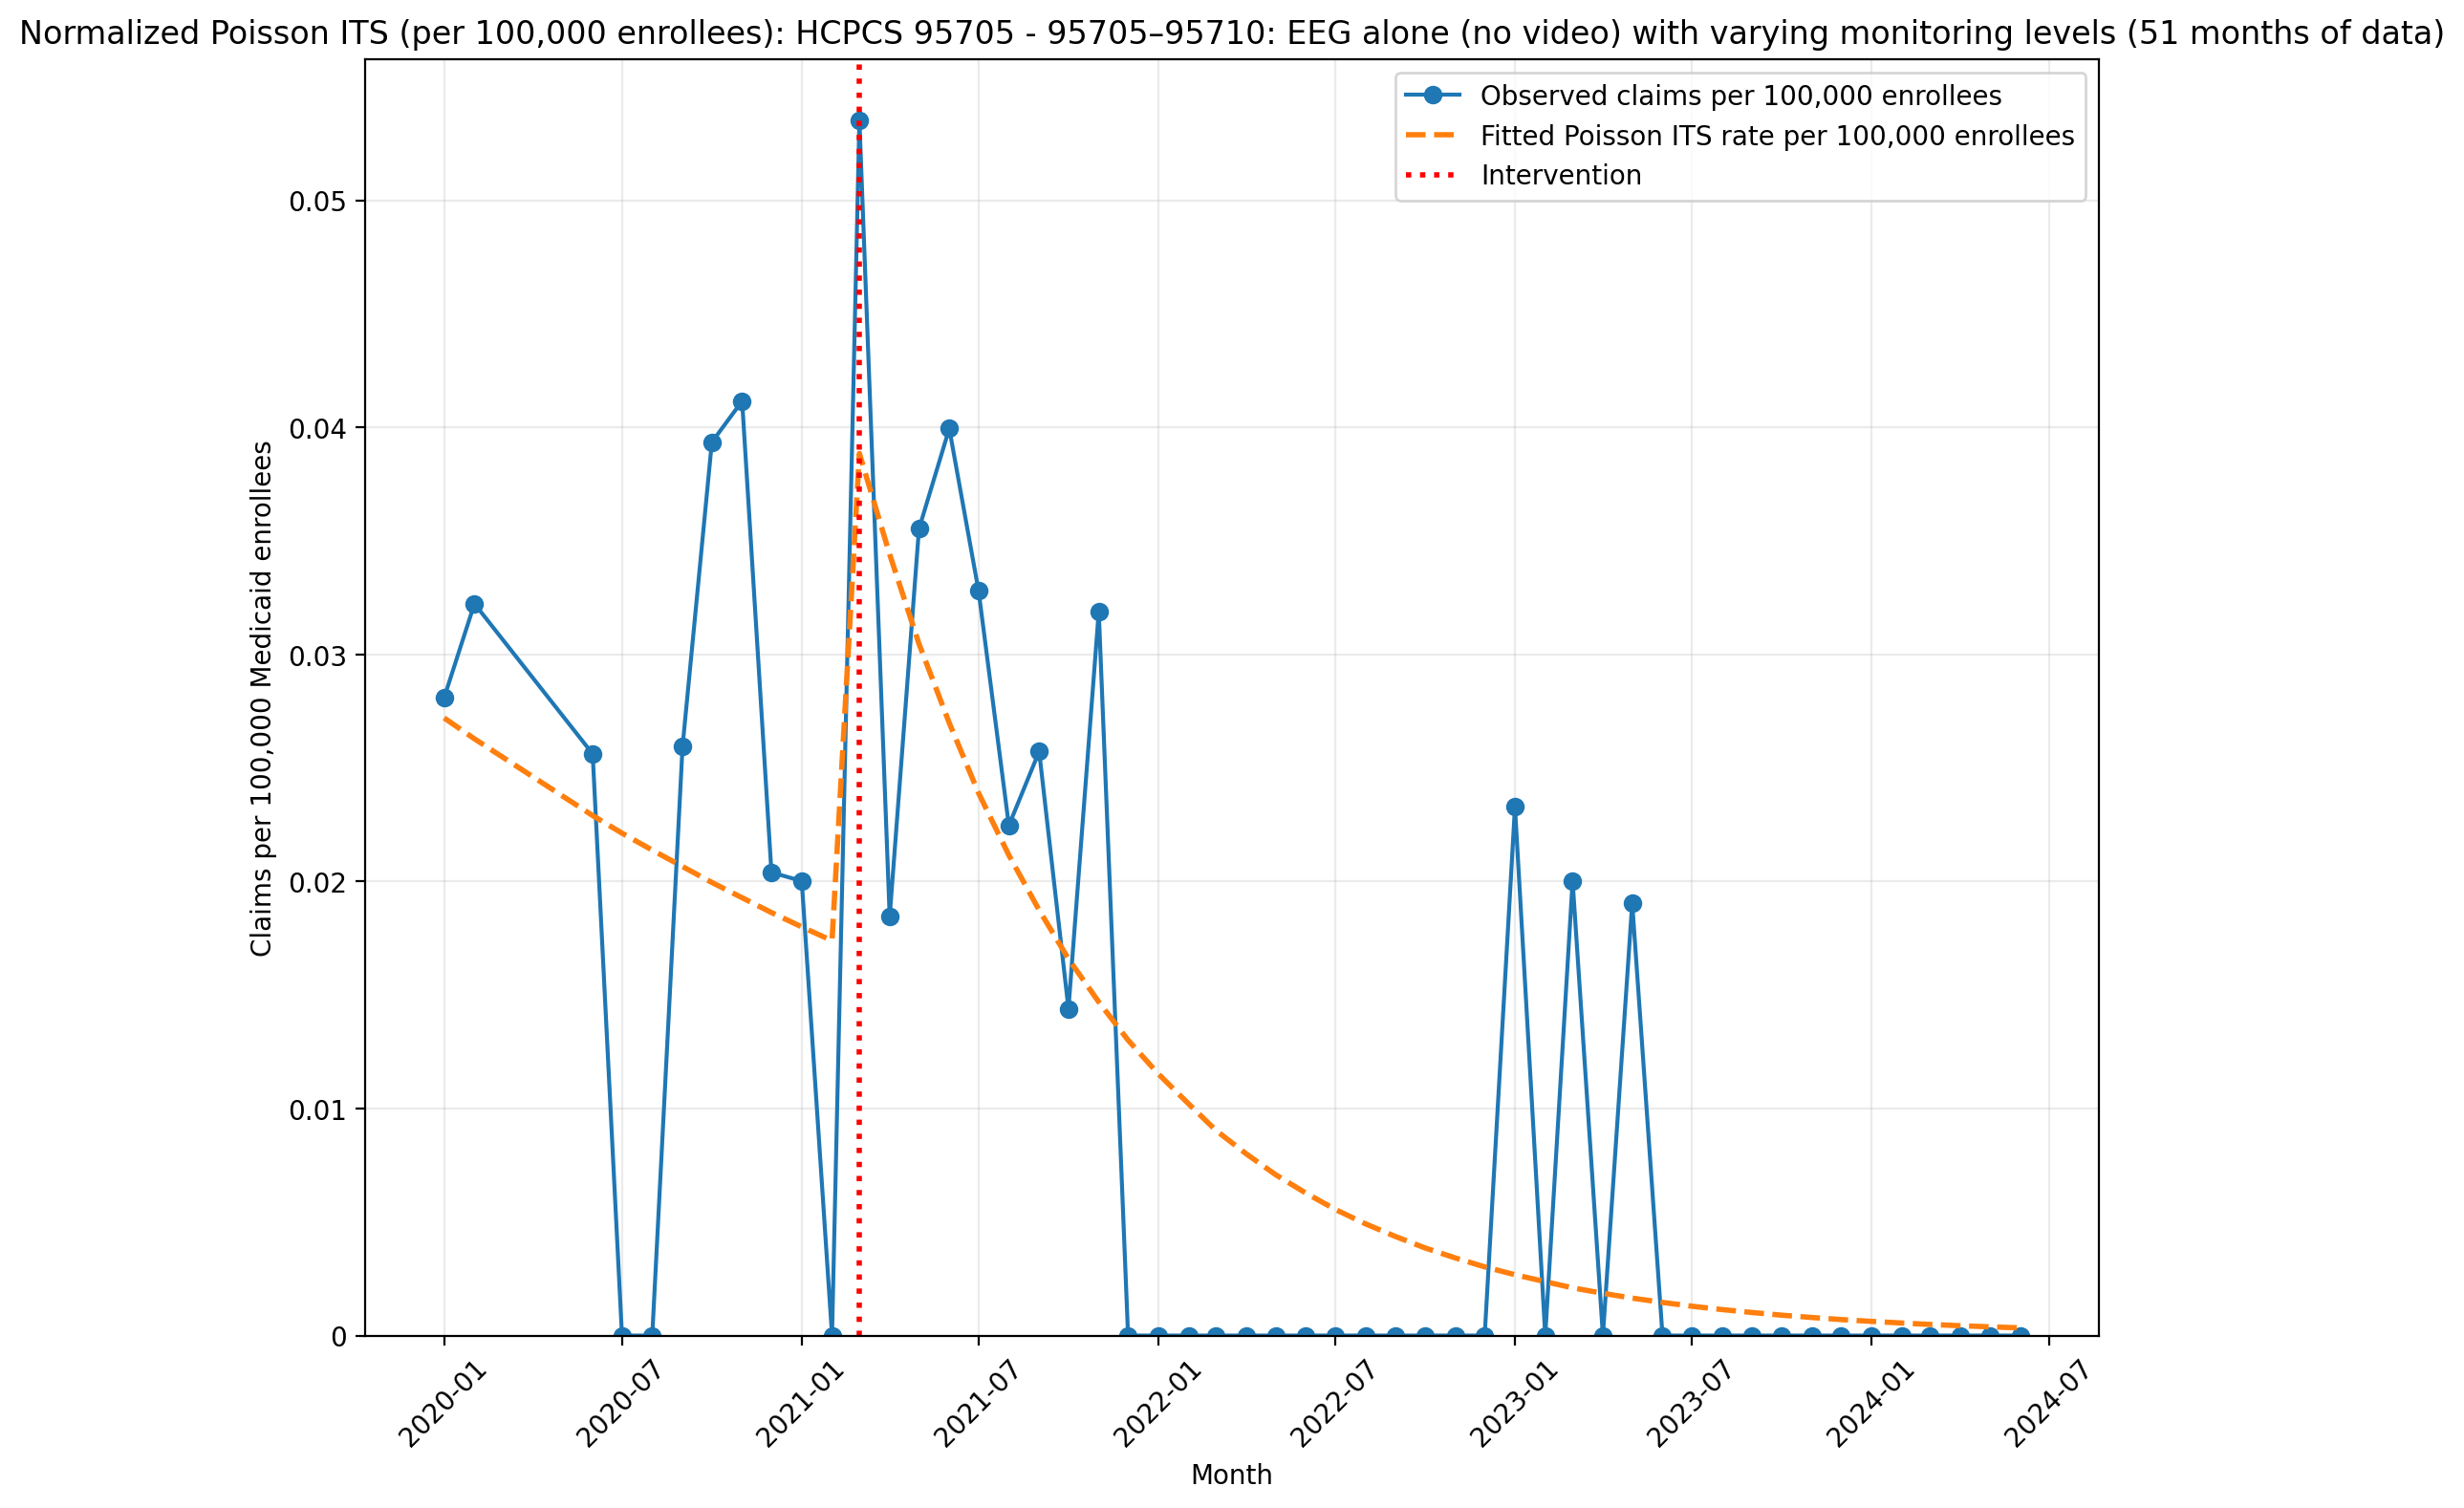 Normalized Poisson ITS (per 100,000 enrollees): HCPCS 95705 - 95705–95710: EEG alone (no video) with varying monitoring levels (51 months of data)
Observed claims per 100,000 enrollees
Fitted Poisson ITS rate per 100,000 enrollees
Intervention
Claims per 100,000 Medicaid enrollees
0.05
0.04
0.03
0.02
0.01
0
2020-01
2020-07
2021-01
2021-07
2022-01
2022-07
2023-01
2023-07
2024-01
2024-07
Month